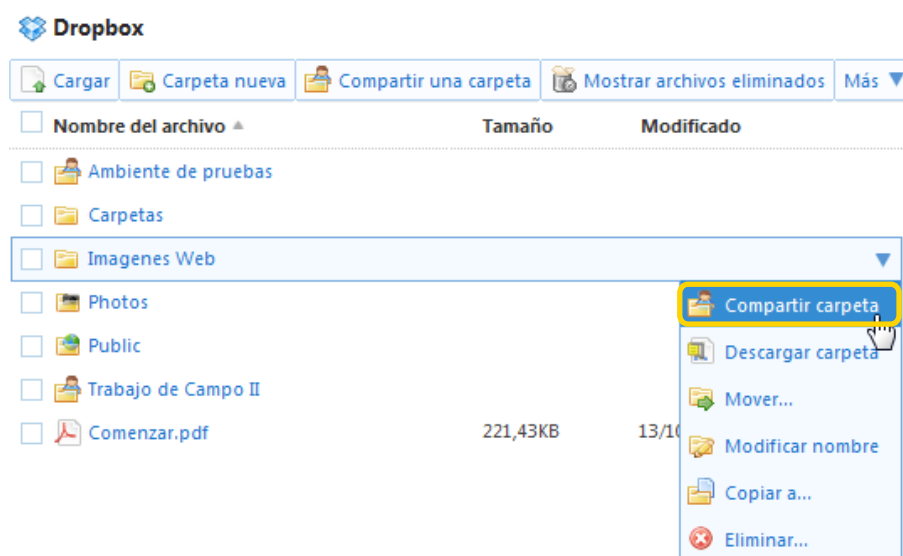 Dropbox
Cargar Carpeta nueva Compartir una carpeta Mostrar archivos eliminados Más
Nombre del archivo Tamaño Modificado
Ambiente de pruebas
Carpetas
Imagenes Web
Photos
Compartir carpeta
Public
Descargar carpeta
Trabajo de Campo II
Mover...
Comenzar.pdf 221,43KB
Modificar nombre
Copiar a...
Eliminar...